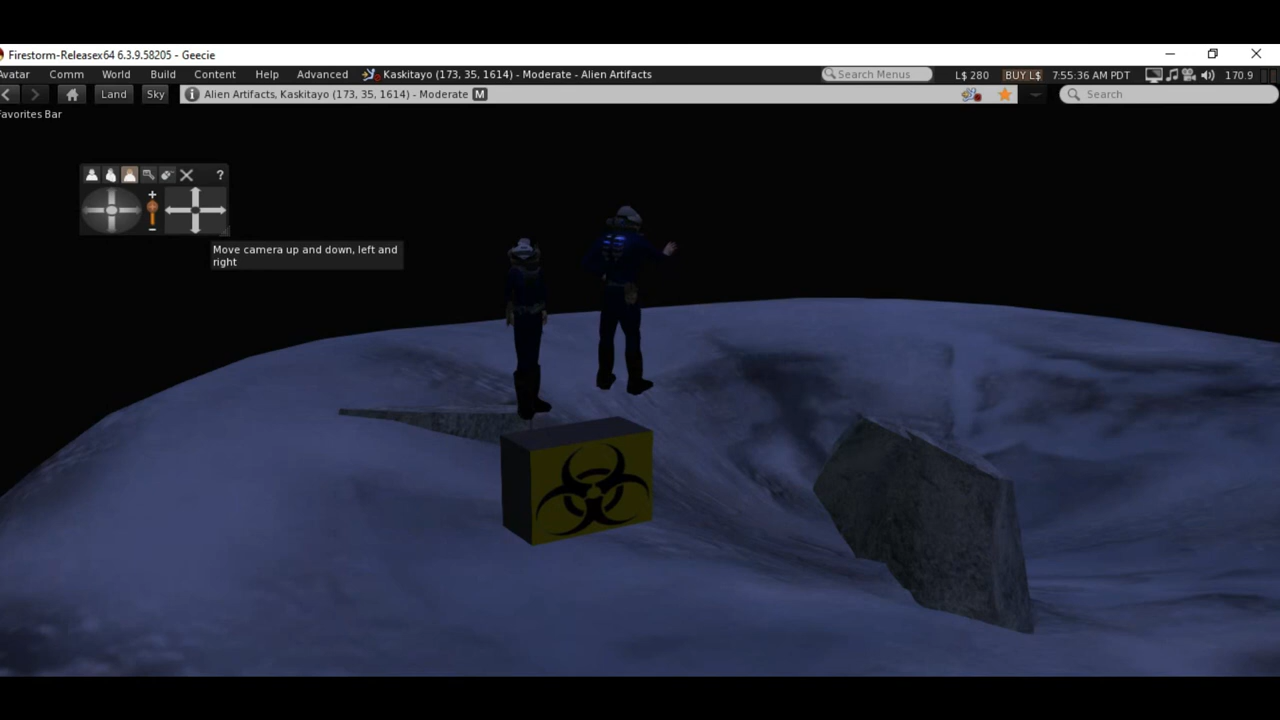 Firestorm-Releasex64 6.3.9.58205 - Geecie
Avatar Comm World Build Content Help Advanced Kaskitayo (173, 35, 1614) - Moderate - Alien Artifacts Search Menus L$ 280 BUY L$ 7:55:36 AM PDT 170.9
Land Sky Alien Artifacts, Kaskitayo (173, 35, 1614) - Moderate M Search
Favorites Bar
?
Move camera up and down, left and
right